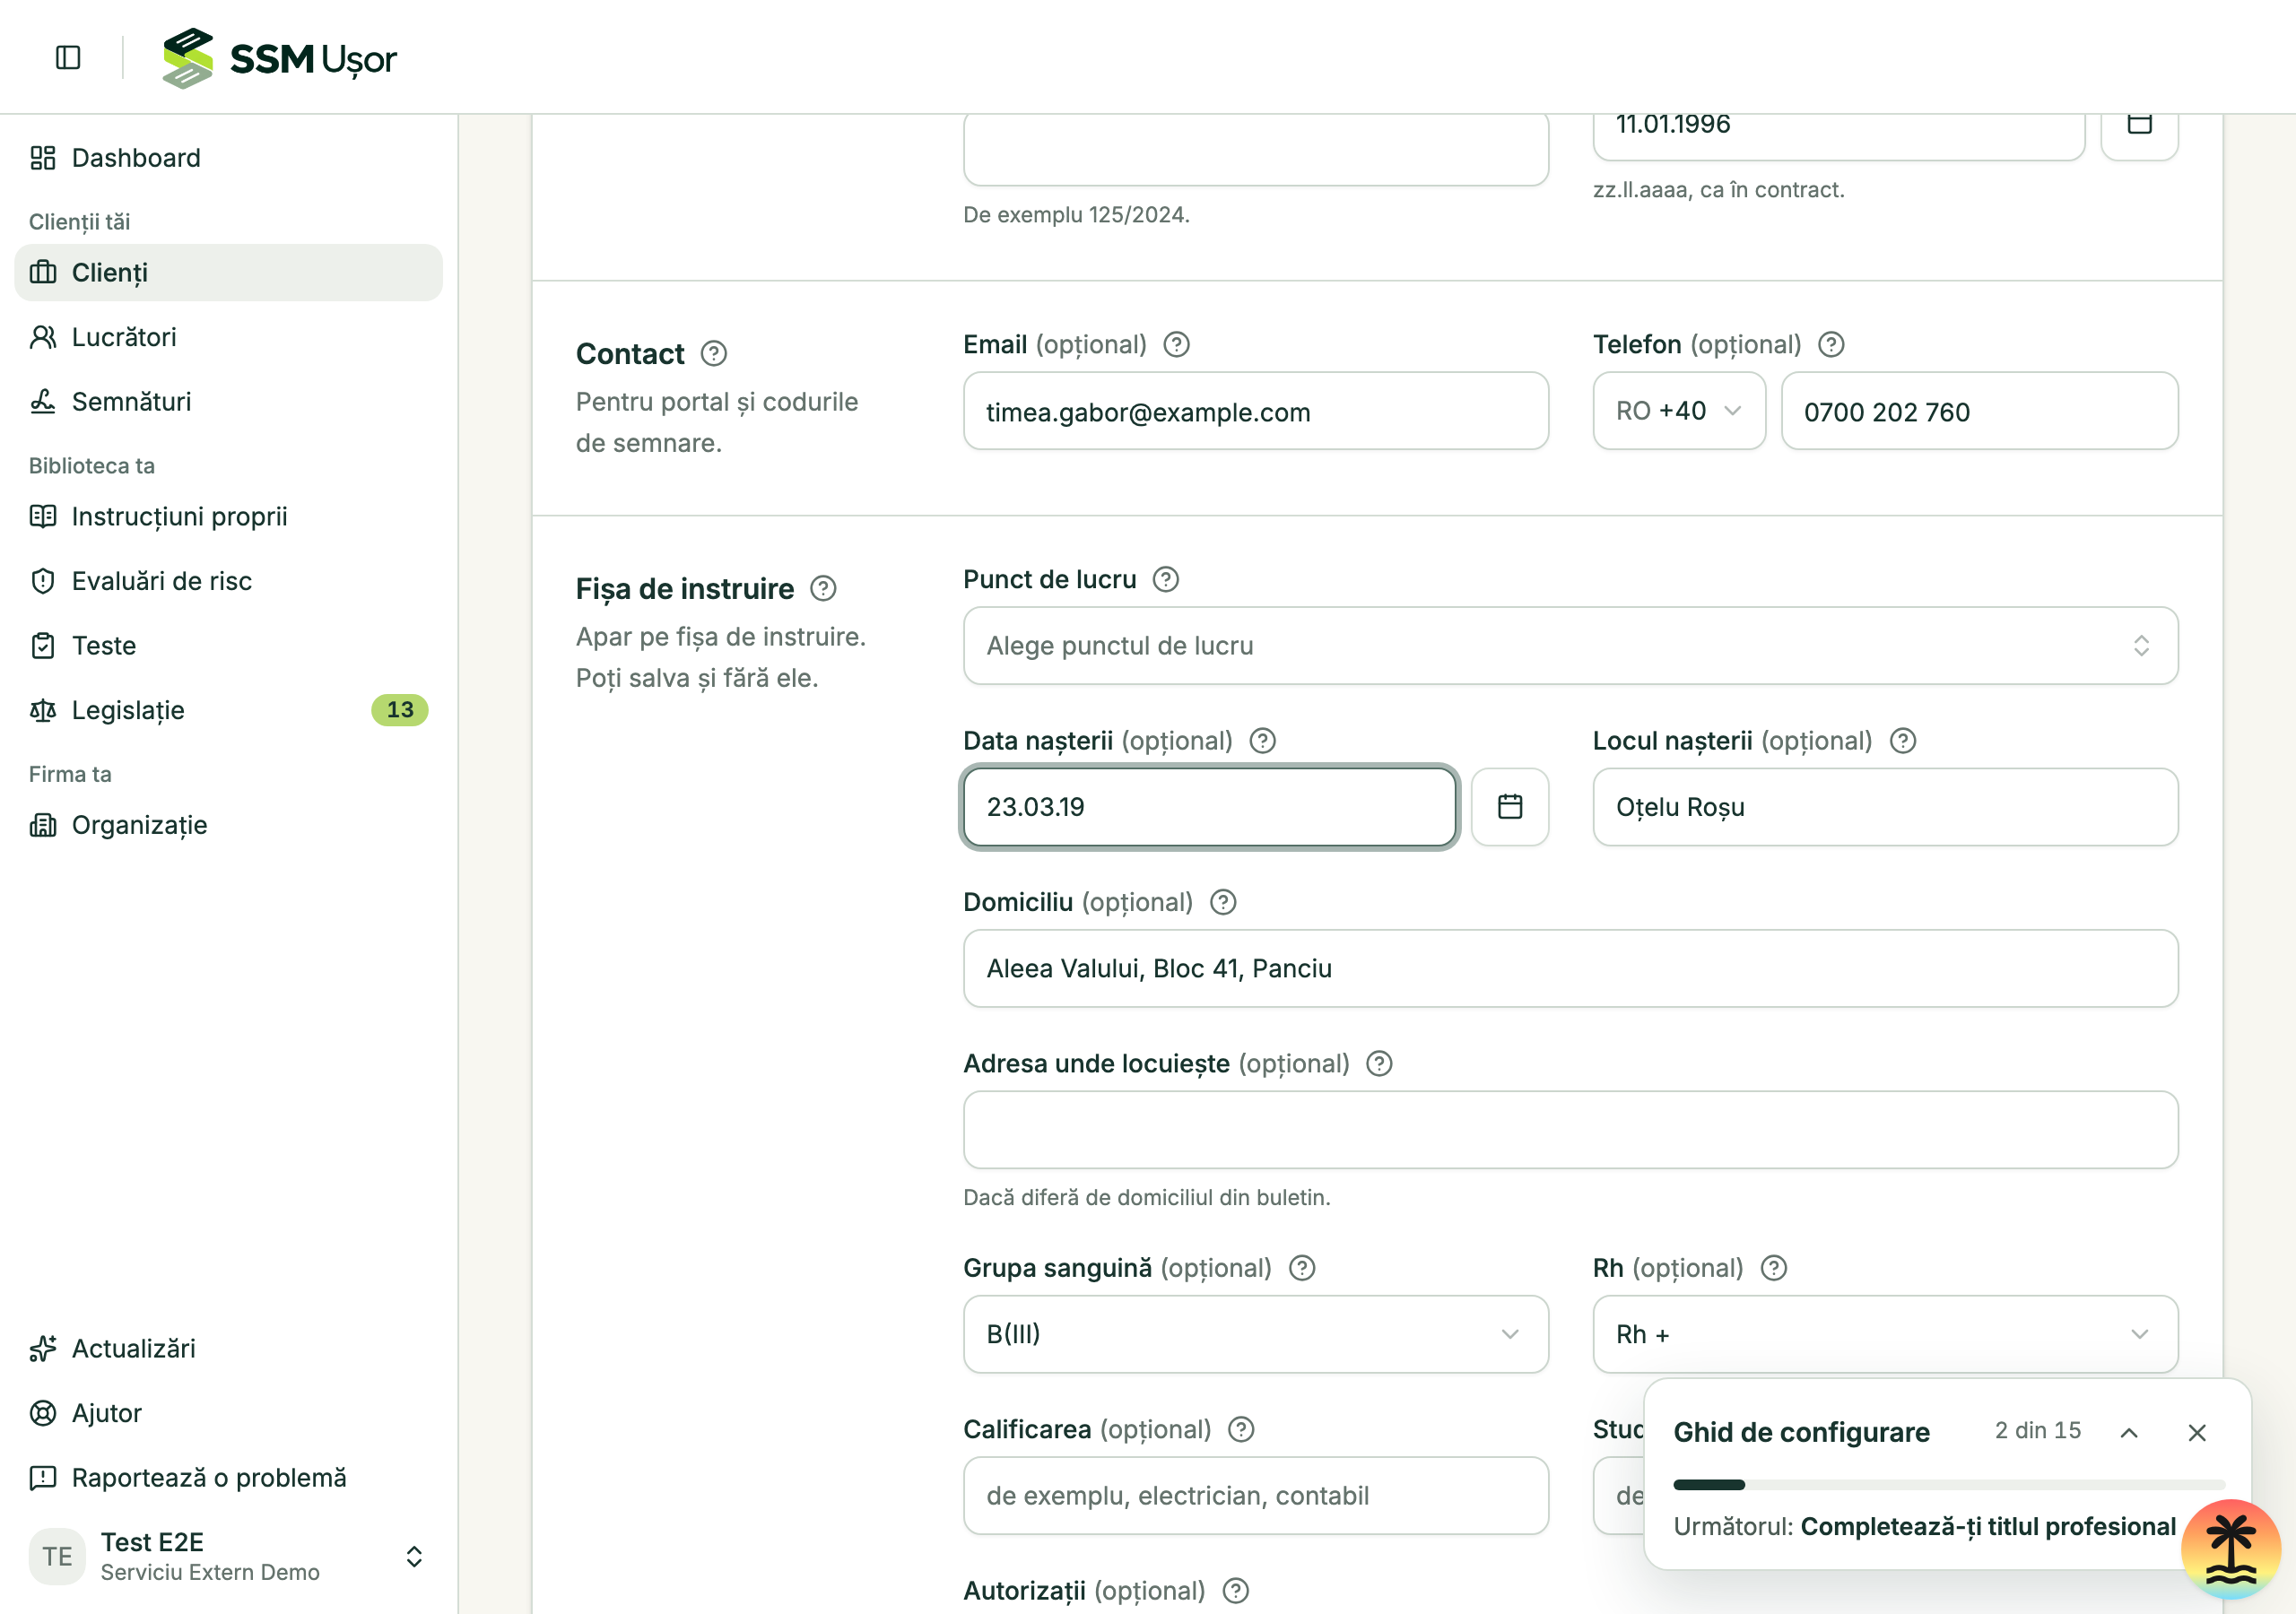 SSM Ușor
Dashboard
Clienții tăi
Clienți
Lucrători
Semnături
Biblioteca ta
Instrucțiuni proprii
Evaluări de risc
Teste
Legislație
13
Firma ta
Organizație
Actualizări
Ajutor
Raportează o problemă
TE
Test E2E
Serviciu Extern Demo
11.01.1996
De exemplu 125/2024.
zz.ll.aaaa, ca în contract.
Contact
Pentru portal și codurile
de semnare.
Email (opțional)
timea.gabor@example.com
Telefon (opțional)
RO +40
0700 202 760
Fișa de instruire
Apar pe fișa de instruire.
Poți salva și fără ele.
Punct de lucru
Alege punctul de lucru
Data nașterii (opțional)
23.03.19
Locul nașterii (opțional)
Oțelu Roșu
Domiciliu (opțional)
Aleea Valului, Bloc 41, Panciu
Adresa unde locuiește (opțional)
Dacă diferă de domiciliul din buletin.
Grupa sanguină (opțional)
B(III)
Rh (opțional)
Rh +
Calificarea (opțional)
de exemplu, electrician, contabil
Stud
de
Autorizații (opțional)
Ghid de configurare
2 din 15
Următorul: Completează-ți titlul profesional